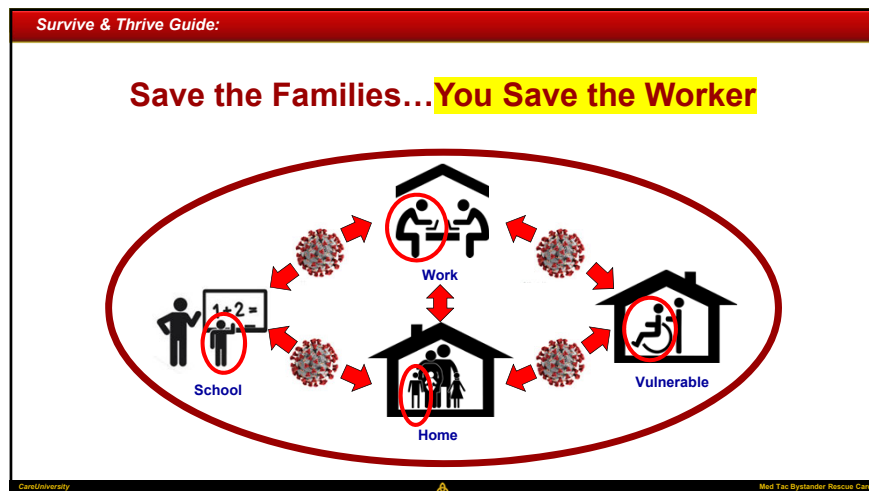 Survive & Thrive Guide:
Save the Families…You Save the Worker
Work
1+2 =
School
Vulnerable
Home
CareUniversity
Med Tac Bystander Rescue Care